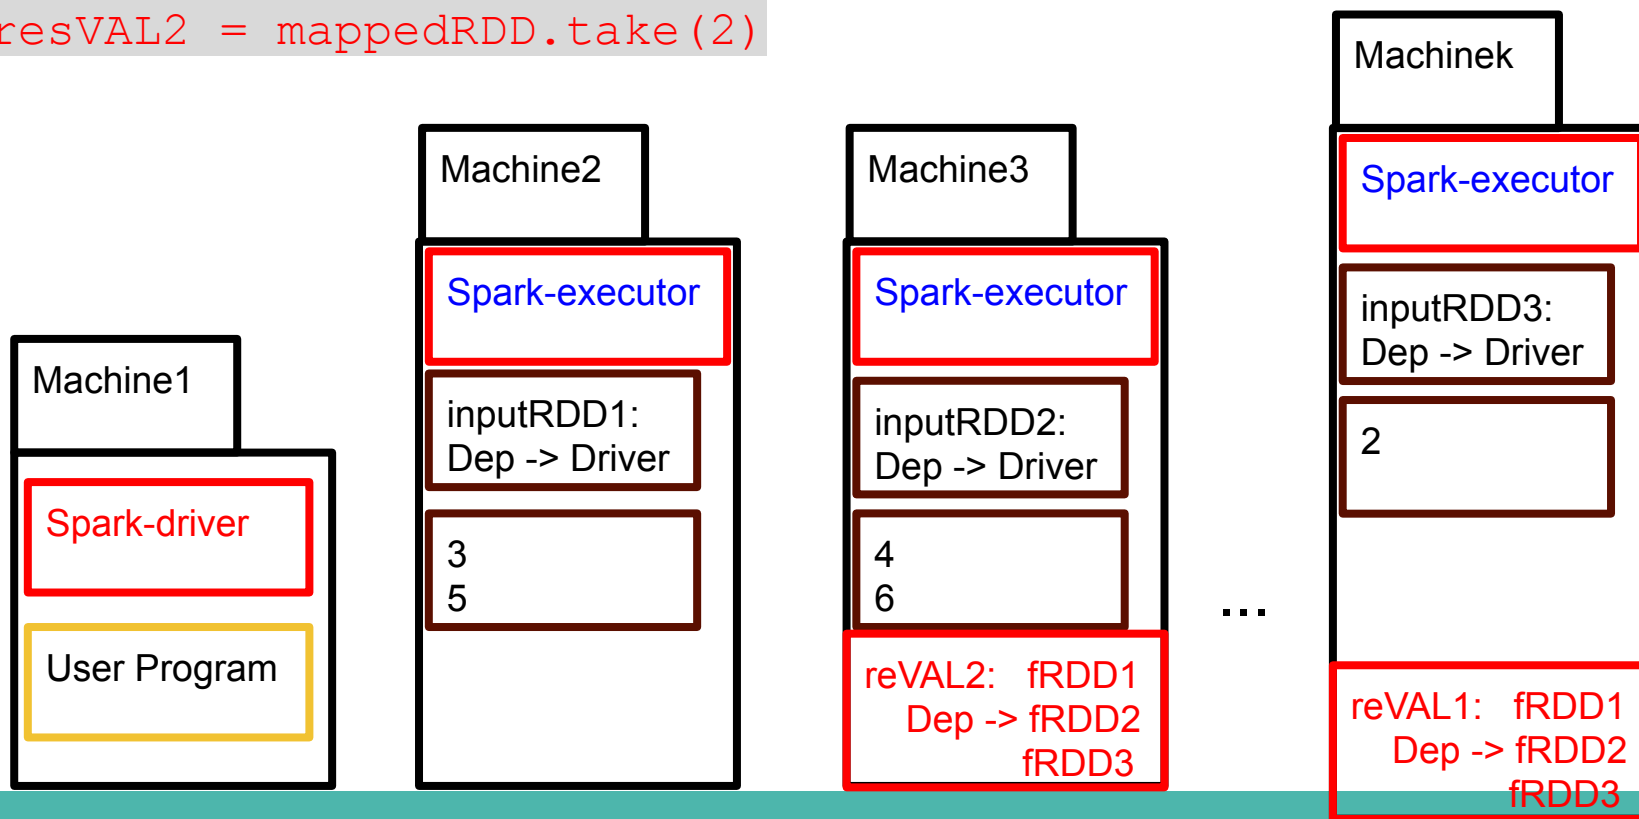 resVAL2 = mappedRDD.take(2)
Machine1
Spark-driver
User Program
Machine2
Spark-executor
inputRDD1:
Dep -> Driver
3
5
Machine3
Spark-executor
inputRDD2:
Dep -> Driver
4
6
reVAL2: fRDD1
Dep -> fRDD2
fRDD3
...
Machinek
Spark-executor
inputRDD3:
Dep -> Driver
2
reVAL1: fRDD1
Dep -> fRDD2
fRDD3